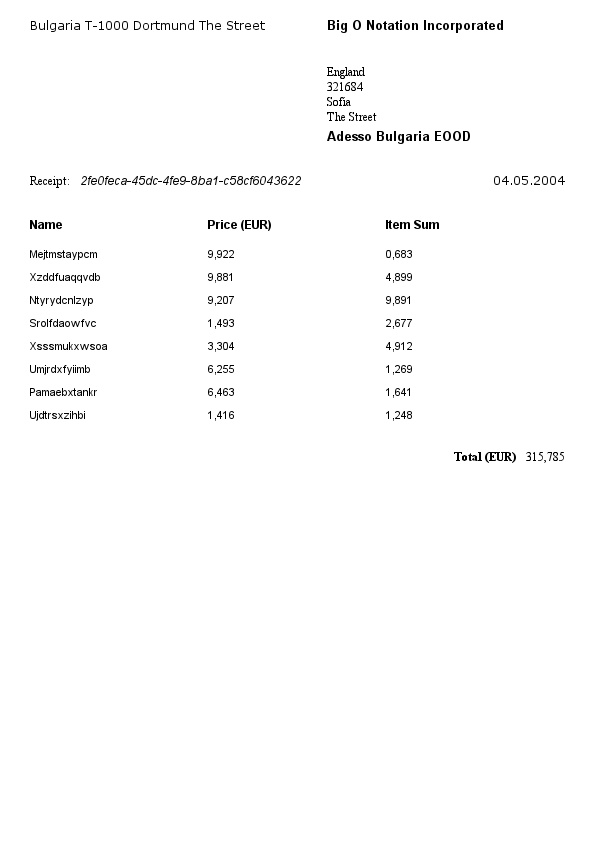 Bulgaria T-1000 Dortmund The Street
Big O Notation Incorporated
England
321684
Sofia
The Street
Adesso Bulgaria EOOD
Receipt: 2fe0feca-45dc-4fe9-8ba1-c58cf6043622 04.05.2004
Name Price (EUR) Item Sum
Mejtmstaypcm 9,922 0,683
Xzddfuaqqvdb 9,881 4,899
Ntyrydcnlzyp 9,207 9,891
Srolfdaowfvc 1,493 2,677
Xsssmukxwsoa 3,304 4,912
Umjrdxfyiimb 6,255 1,269
Pamaebxtankr 6,463 1,641
Ujdtrsxzihbi 1,416 1,248
Total (EUR) 315,785